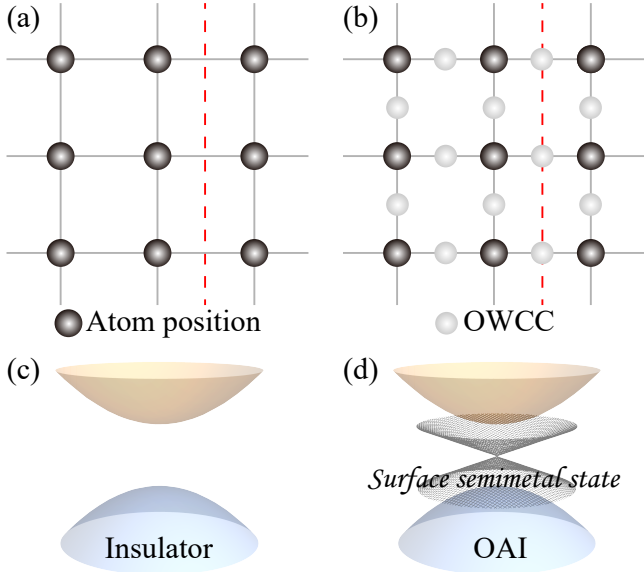 (a)
(b)
Atom position
OWCC
(c)
(d)
Surface semimetal state
Insulator
OAI